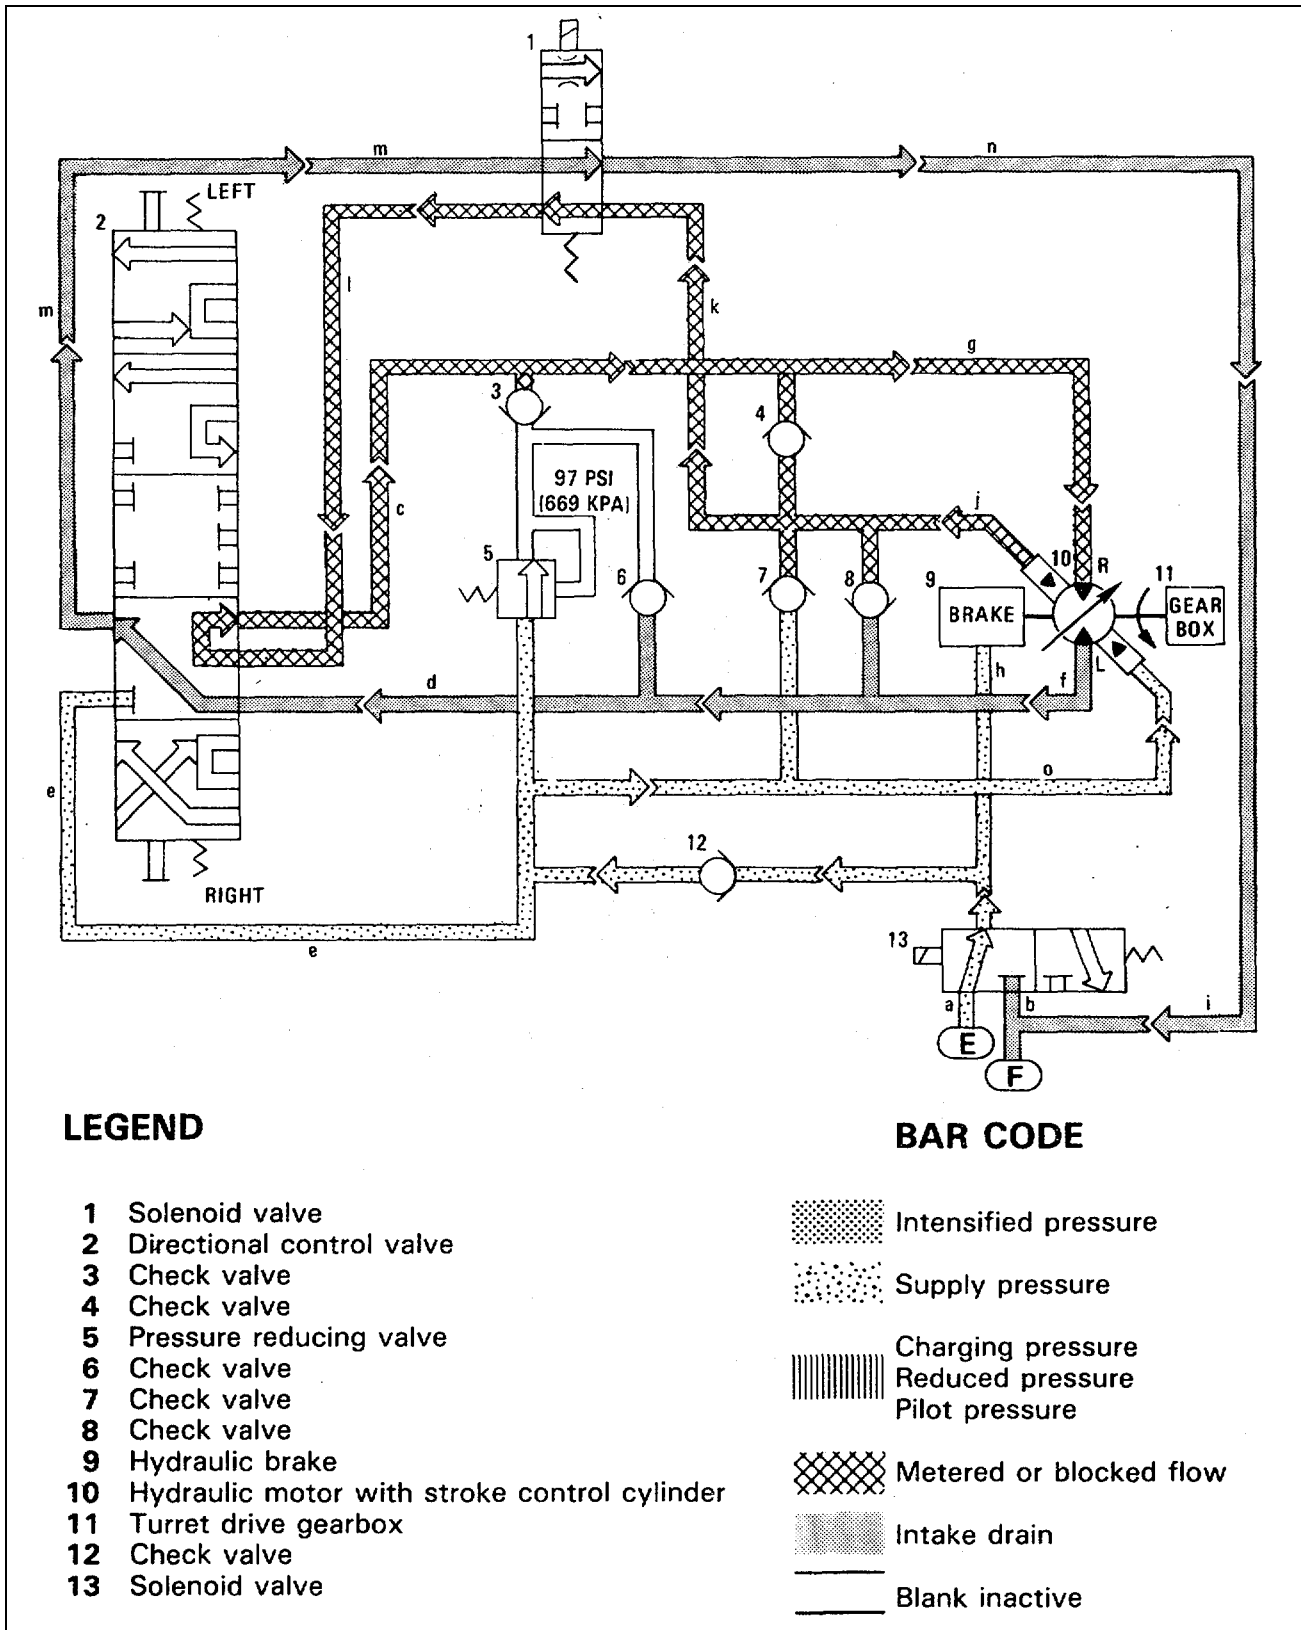 1
m
n
LEFT
2
l
m
k
g
3
4
97 PSI
(669 KPA)
c
j
5
6
7
8
9
10
R
11
BRAKE
GEAR
BOX
L
h
f
d
e
o
12
RIGHT
e
13
a
b
i
E
F
LEGEND
1 Solenoid valve
2 Directional control valve
3 Check valve
4 Check valve
5 Pressure reducing valve
6 Check valve
7 Check valve
8 Check valve
9 Hydraulic brake
10 Hydraulic motor with stroke control cylinder
11 Turret drive gearbox
12 Check valve
13 Solenoid valve
BAR CODE
Intensified pressure
Supply pressure
Charging pressure
Reduced pressure
Pilot pressure
Metered or blocked flow
Intake drain
Blank inactive